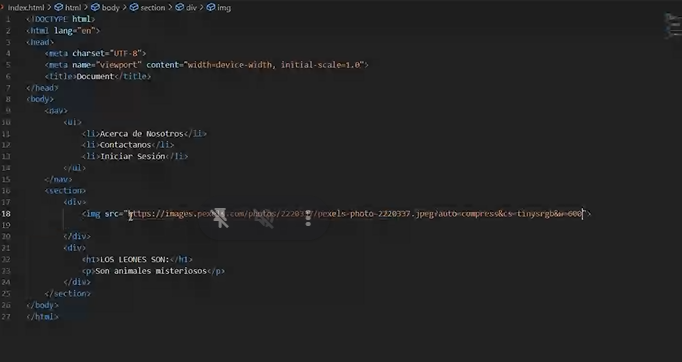 index.html > html > body > section > div > img
1 <!DOCTYPE html>
2 <html lang="en">
3 <head>
4 <meta charset="UTF-8">
5 <meta name="viewport" content="width=device-width, initial-scale=1.0">
6 <title>Document</title>
7 </head>
8 <body>
9 <nav>
10 <ul>
11 <li>Acerca de Nosotros</li>
12 <li>Contactanos</li>
13 <li>Iniciar Sesión</li>
14 </ul>
15 </nav>
16 <section>
17 <div>
18 <img src="https://images.pexels.com/photos/2220337/pexels-photo-2220337.jpeg?auto=compress&cs=tinysrgb&w=600">
19
20 </div>
21 <div>
22 <h1>LOS LEONES SON:</h1>
23 <p>Son animales misteriosos</p>
24 </div>
25 </section>
26 </body>
27 </html>